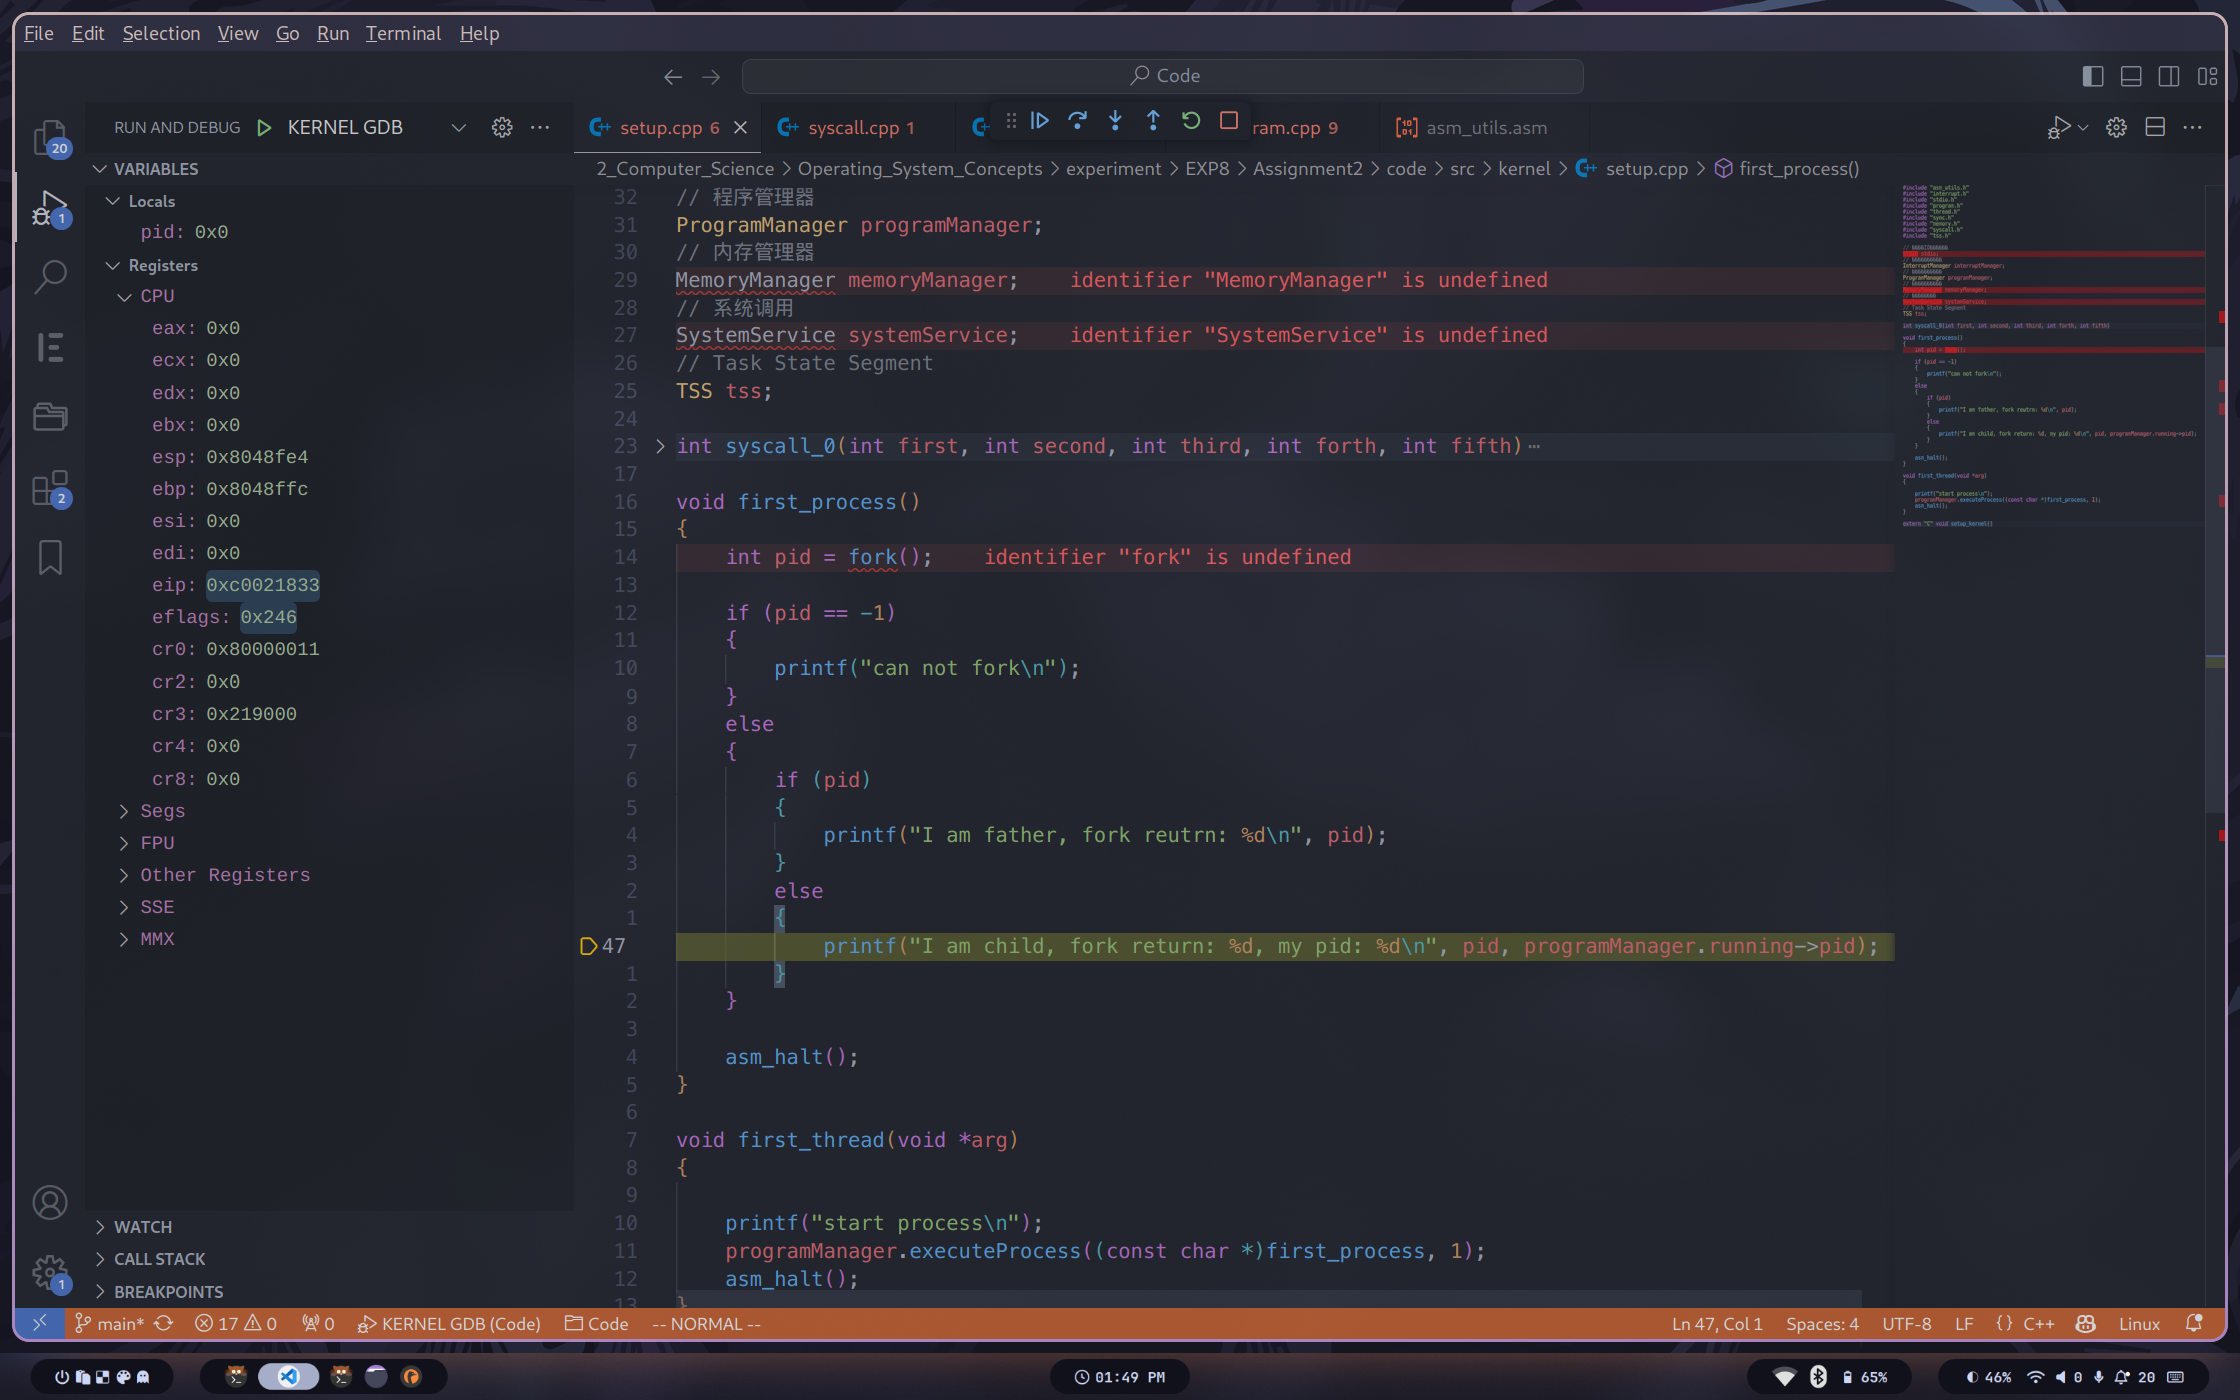 File Edit Selection View Go Run Terminal Help
Code
RUN AND DEBUG KERNEL GDB
setup.cpp 6
syscall.cpp 1
ram.cpp 9
asm_utils.asm
20
1
2
1
VARIABLES
Locals
pid: 0x0
Registers
CPU
eax: 0x0
ecx: 0x0
edx: 0x0
ebx: 0x0
esp: 0x8048fe4
ebp: 0x8048ffc
esi: 0x0
edi: 0x0
eip: 0xc0021833
eflags: 0x246
cr0: 0x80000011
cr2: 0x0
cr3: 0x219000
cr4: 0x0
cr8: 0x0
Segs
FPU
Other Registers
SSE
MMX
WATCH
CALL STACK
BREAKPOINTS
2_Computer_Science > Operating_System_Concepts > experiment > EXP8 > Assignment2 > code > src > kernel > setup.cpp > first_process()
32 // 程序管理器
31 ProgramManager programManager;
30 // 内存管理器
29 MemoryManager memoryManager; identifier "MemoryManager" is undefined
28 // 系统调用
27 SystemService systemService; identifier "SystemService" is undefined
26 // Task State Segment
25 TSS tss;
24
23 int syscall_0(int first, int second, int third, int forth, int fifth) ⋯
17
16 void first_process()
15 {
14 int pid = fork(); identifier "fork" is undefined
13
12 if (pid == -1)
11 {
10 printf("can not fork\n");
9 }
8 else
7 {
6 if (pid)
5 {
4 printf("I am father, fork reutrn: %d\n", pid);
3 }
2 else
1 {
47 printf("I am child, fork return: %d, my pid: %d\n", pid, programManager.running->pid);
1 }
2 }
3
4 asm_halt();
5 }
6
7 void first_thread(void *arg)
8 {
9
10 printf("start process\n");
11 programManager.executeProcess((const char *)first_process, 1);
12 asm_halt();
13 }
main* 17 0 0 KERNEL GDB (Code) Code -- NORMAL -- Ln 47, Col 1 Spaces: 4 UTF-8 LF {} C++ Linux
01:49 PM 65% 46% 0 20